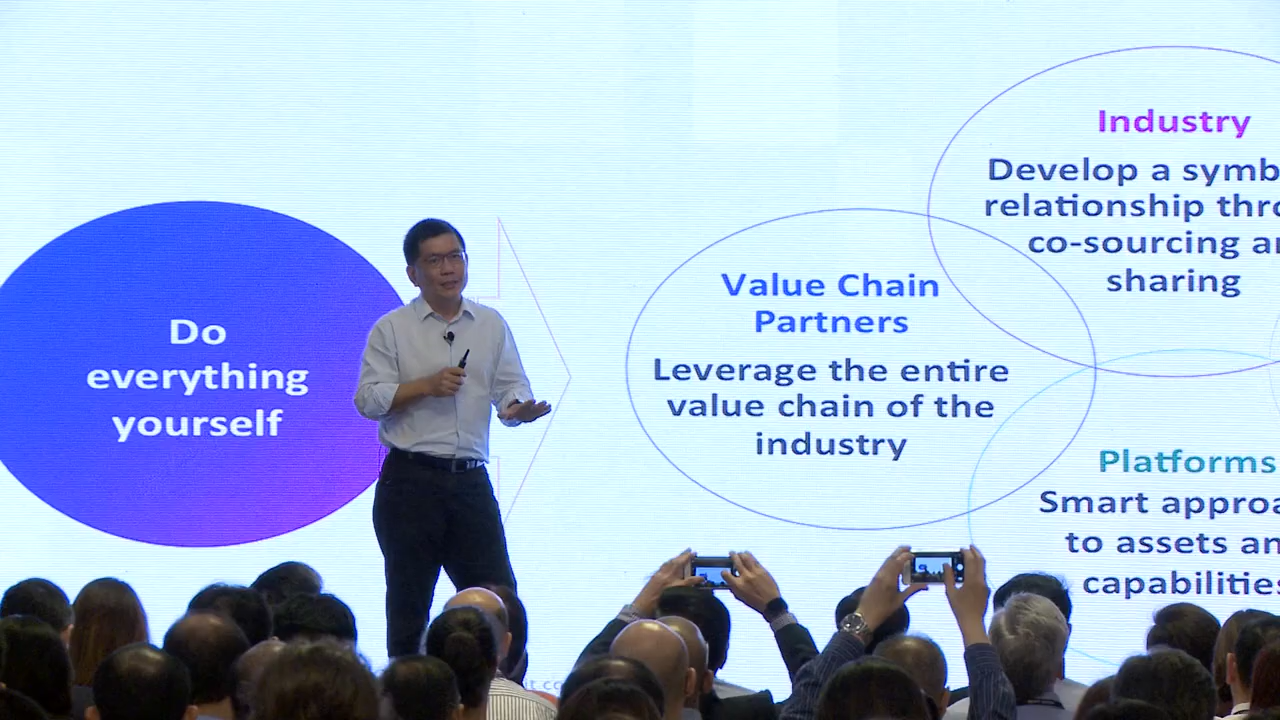 Do
everything
yourself
Value Chain
Partners
Leverage the entire
value chain of the
industry
Industry
Develop a symb
relationship thro
co-sourcing an
sharing
Platforms
Smart approa
to assets an
capabilities